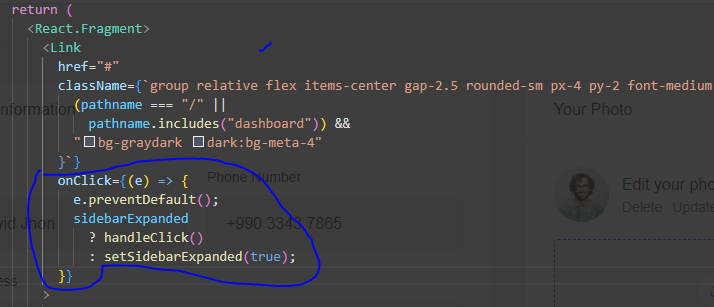 return (
<React.Fragment>
<Link
href="#"
className={`group relative flex items-center gap-2.5 rounded-sm px-4 py-2 font-medium
(pathname === "/" ||
pathname.includes("dashboard")) &&
"bg-graydark dark:bg-meta-4"
}`}
onClick={(e) => {
e.preventDefault();
sidebarExpanded
? handleClick()
: setSidebarExpanded(true);
}}
>
Information
Phone Number
vid Jhon
+990 3343 7865
ess
Your Photo
Edit your pho
Delete Update